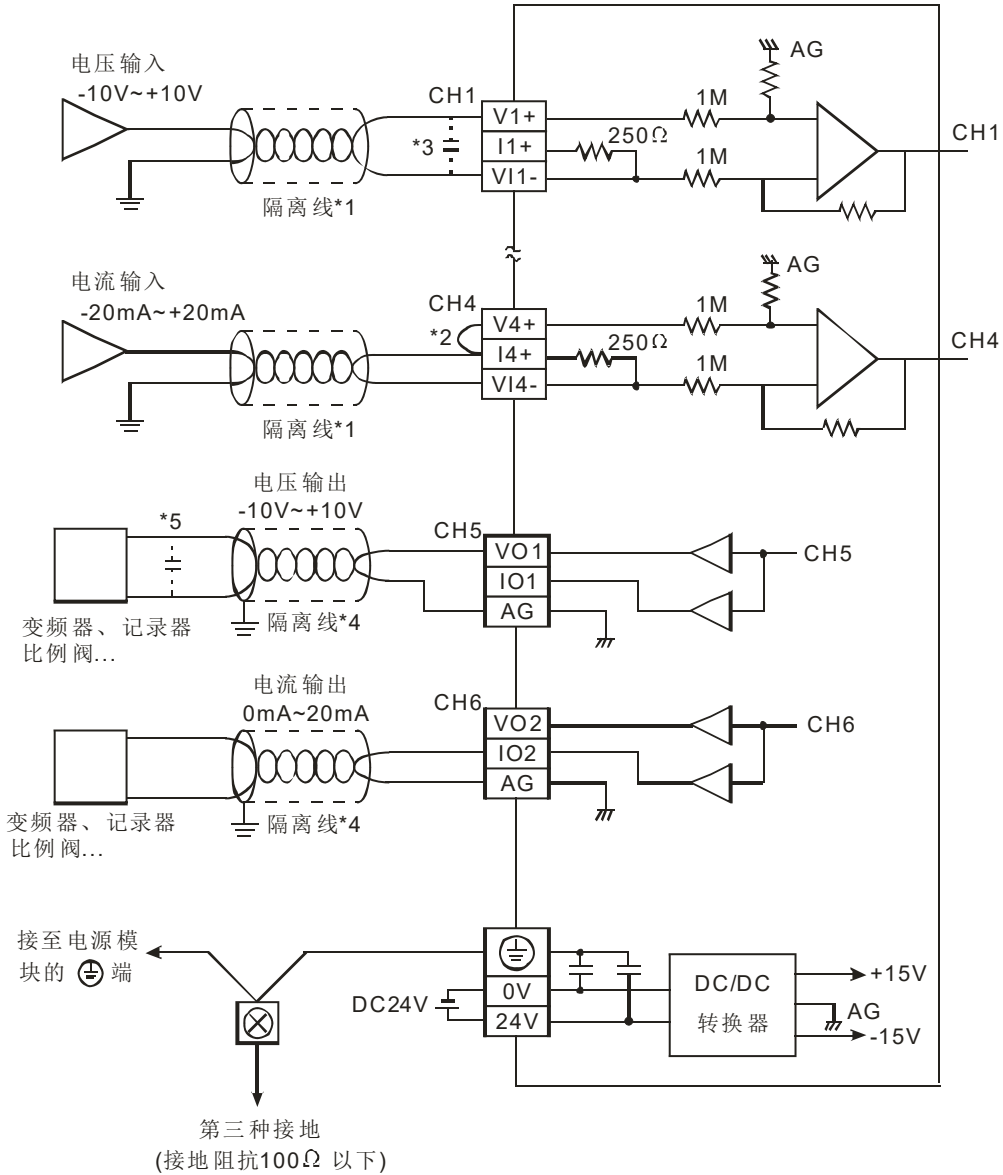 电压输入
-10V~+10V
CH1
V1+
I1+
VI1-
*3
隔离线*1
250Ω
1M
1M
AG
CH1
电流输入
-20mA~+20mA
CH4
V4+
I4+
VI4-
*2
隔离线*1
250Ω
1M
1M
AG
CH4
电压输出
-10V~+10V
*5
CH5
VO1
IO1
AG
CH5
隔离线*4
变频器、记录器
比例阀...
电流输出
0mA~20mA
CH6
VO2
IO2
AG
CH6
隔离线*4
变频器、记录器
比例阀...
接至电源模
块的 端
DC24V
0V
24V
DC/DC
转换器
+15V
AG
-15V
第三种接地
(接地阻抗100Ω 以下)